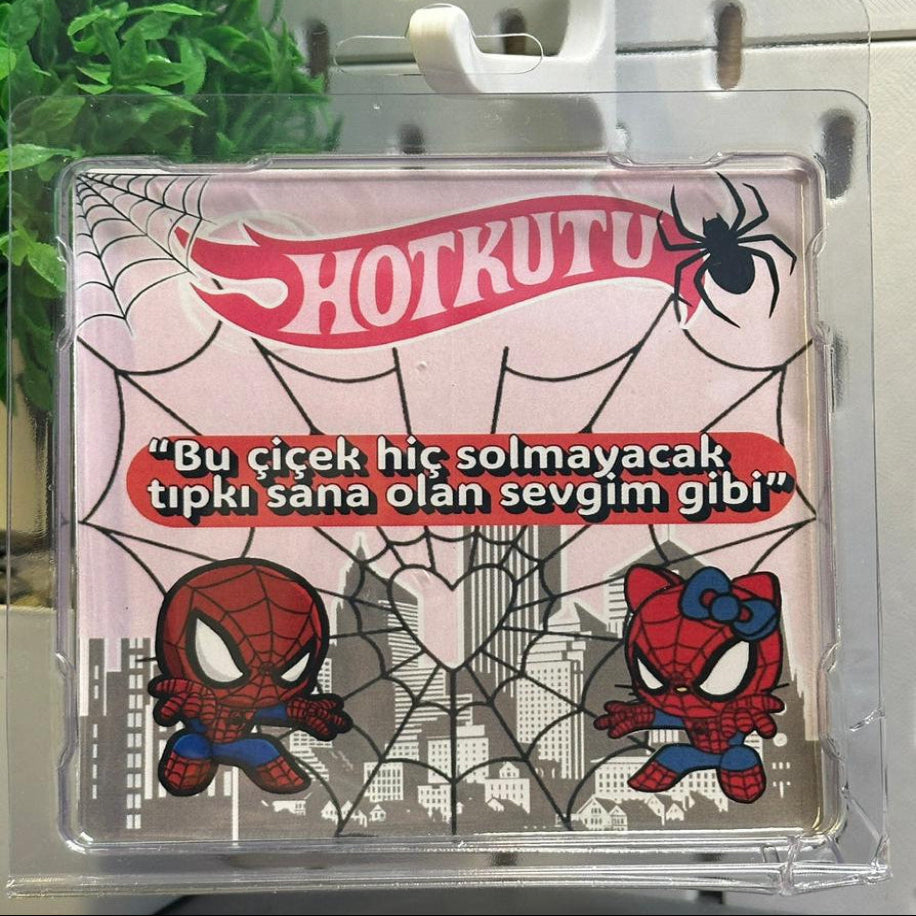 HOTKUTU
“Bu çiçek hiç solmayacak
tıpkı sana olan sevgim gibi”